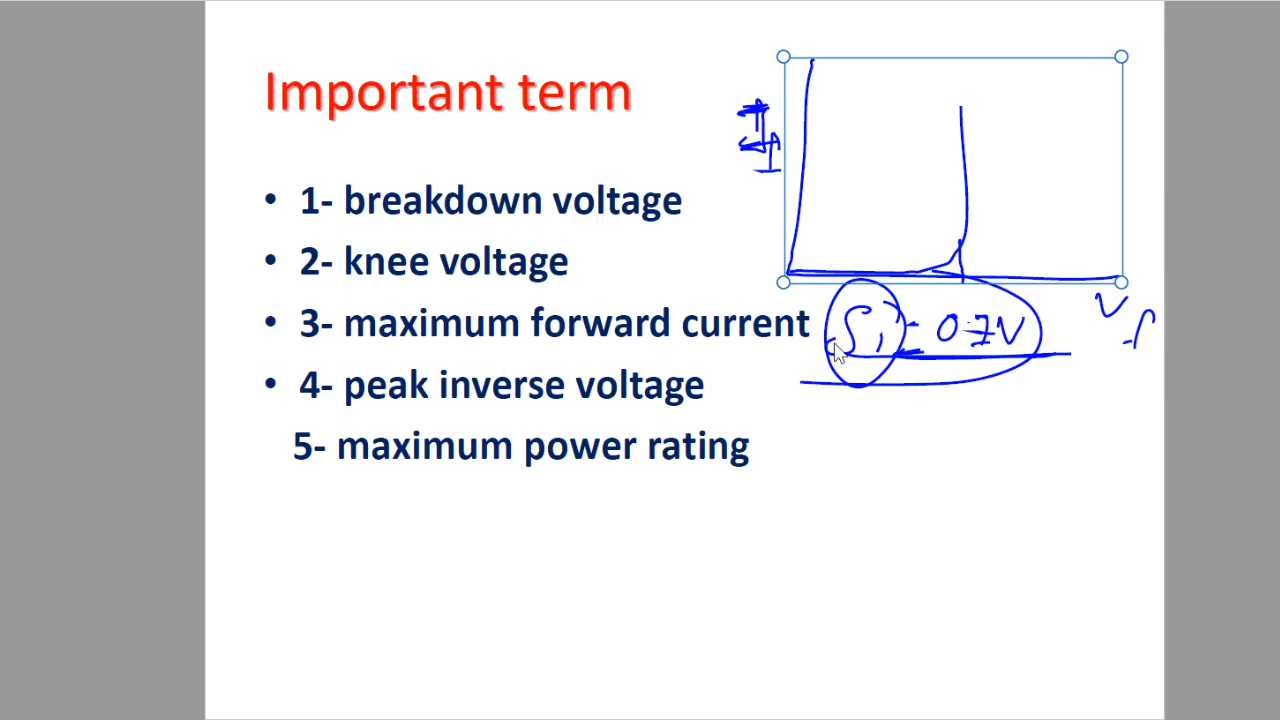 Important term
• 1- breakdown voltage
• 2- knee voltage
• 3- maximum forward current
• 4- peak inverse voltage
5- maximum power rating
Si = 0.7V